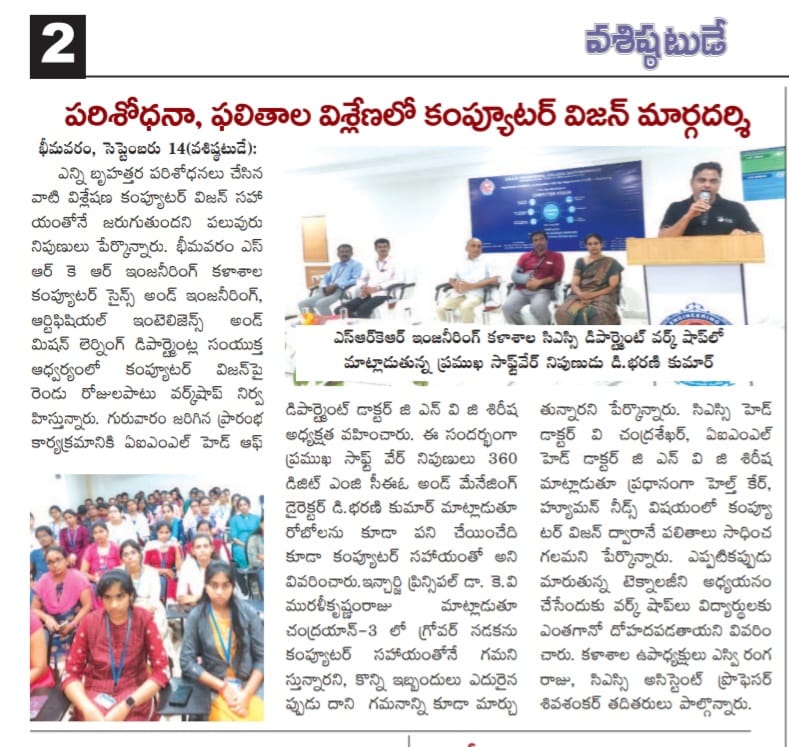 2
వశిష్ఠటుడే
పరిశోధనా, ఫలితాల విశ్లేణలో కంప్యూటర్ విజన్ మార్గదర్శి
భీమవరం, సెప్టెంబరు 14(వశిష్ఠటుడే):
ఎన్ని బృహత్తర పరిశోధనలు చేసిన
వాటి విశ్లేషణ కంప్యూటర్ విజన్ సహా
యంతోనే జరుగుతుందని పలువురు
నిపుణులు పేర్కొన్నారు. భీమవరం ఎస్
ఆర్ కె ఆర్ ఇంజనీరింగ్ కళాశాల
కంప్యూటర్ సైన్స్ అండ్ ఇంజనీరింగ్,
ఆర్టిఫిషియల్ ఇంటెలిజెన్స్ అండ్
మిషన్ లెర్నింగ్ డిపార్ట్మెంట్ల సంయుక్త
ఆధ్వర్యంలో కంప్యూటర్ విజన్‌పై
రెండు రోజులపాటు వర్క్‌షాప్ నిర్వ
హిస్తున్నారు. గురువారం జరిగిన ప్రారంభ
కార్యక్రమానికి ఏఐఎంఎల్ హెడ్ ఆఫ్
COMPUTER VISION
ENGINEERING
ఎస్ఆర్‌కెఆర్ ఇంజనీరింగ్ కళాశాల సిఎస్సి డిపార్ట్మెంట్ వర్క్ షాప్‌లో
మాట్లాడుతున్న ప్రముఖ సాఫ్ట్‌వేర్ నిపుణుడు డి.భరణి కుమార్
డిపార్ట్మెంట్ డాక్టర్ జి ఎన్ వి జి శిరీష
అధ్యక్షత వహించారు. ఈ సందర్భంగా
ప్రముఖ సాఫ్ట్ వేర్ నిపుణులు 360
డిజిట్ ఎంజి సీఈఓ అండ్ మేనేజింగ్
డైరెక్టర్ డి.భరణి కుమార్ మాట్లాడుతూ
రోబోలను కూడా పని చేయించేది
కూడా కంప్యూటర్ సహాయంతో అని
వివరించారు.ఇన్చార్జి ప్రిన్సిపల్ డా. కె.వి
మురళీకృష్ణంరాజు మాట్లాడుతూ
చంద్రయాన్-3 లో గ్రోవర్ నడకను
కంప్యూటర్ సహాయంతోనే గమని
స్తున్నారని, కొన్ని ఇబ్బందులు ఎదురైన
ప్పుడు దాని గమనాన్ని కూడా మార్చు
తున్నారని పేర్కొన్నారు. సిఎస్సి హెడ్
డాక్టర్ వి చంద్రశేఖర్, ఏఐఎంఎల్
హెడ్ డాక్టర్ జి ఎన్ వి జి శిరీష
మాట్లాడుతూ ప్రధానంగా హెల్త్ కేర్,
హ్యూమన్ నీడ్స్ విషయంలో కంప్యూ
టర్ విజన్ ద్వారానే పలితాలు సాధించ
గలమని పేర్కొన్నారు. ఎప్పటికప్పుడు
మారుతున్న టెక్నాలజీని అధ్యయనం
చేసేందుకు వర్క్ షాప్‌లు విద్యార్థులకు
ఎంతగానో దోహదపడతాయని వివరిం
చారు. కళాశాల ఉపాధ్యక్షులు ఎస్వి రంగ
రాజు, సిఎస్సి అసిస్టెంట్ ప్రొఫెసర్
శివశంకర్ తదితరులు పాల్గొన్నారు.